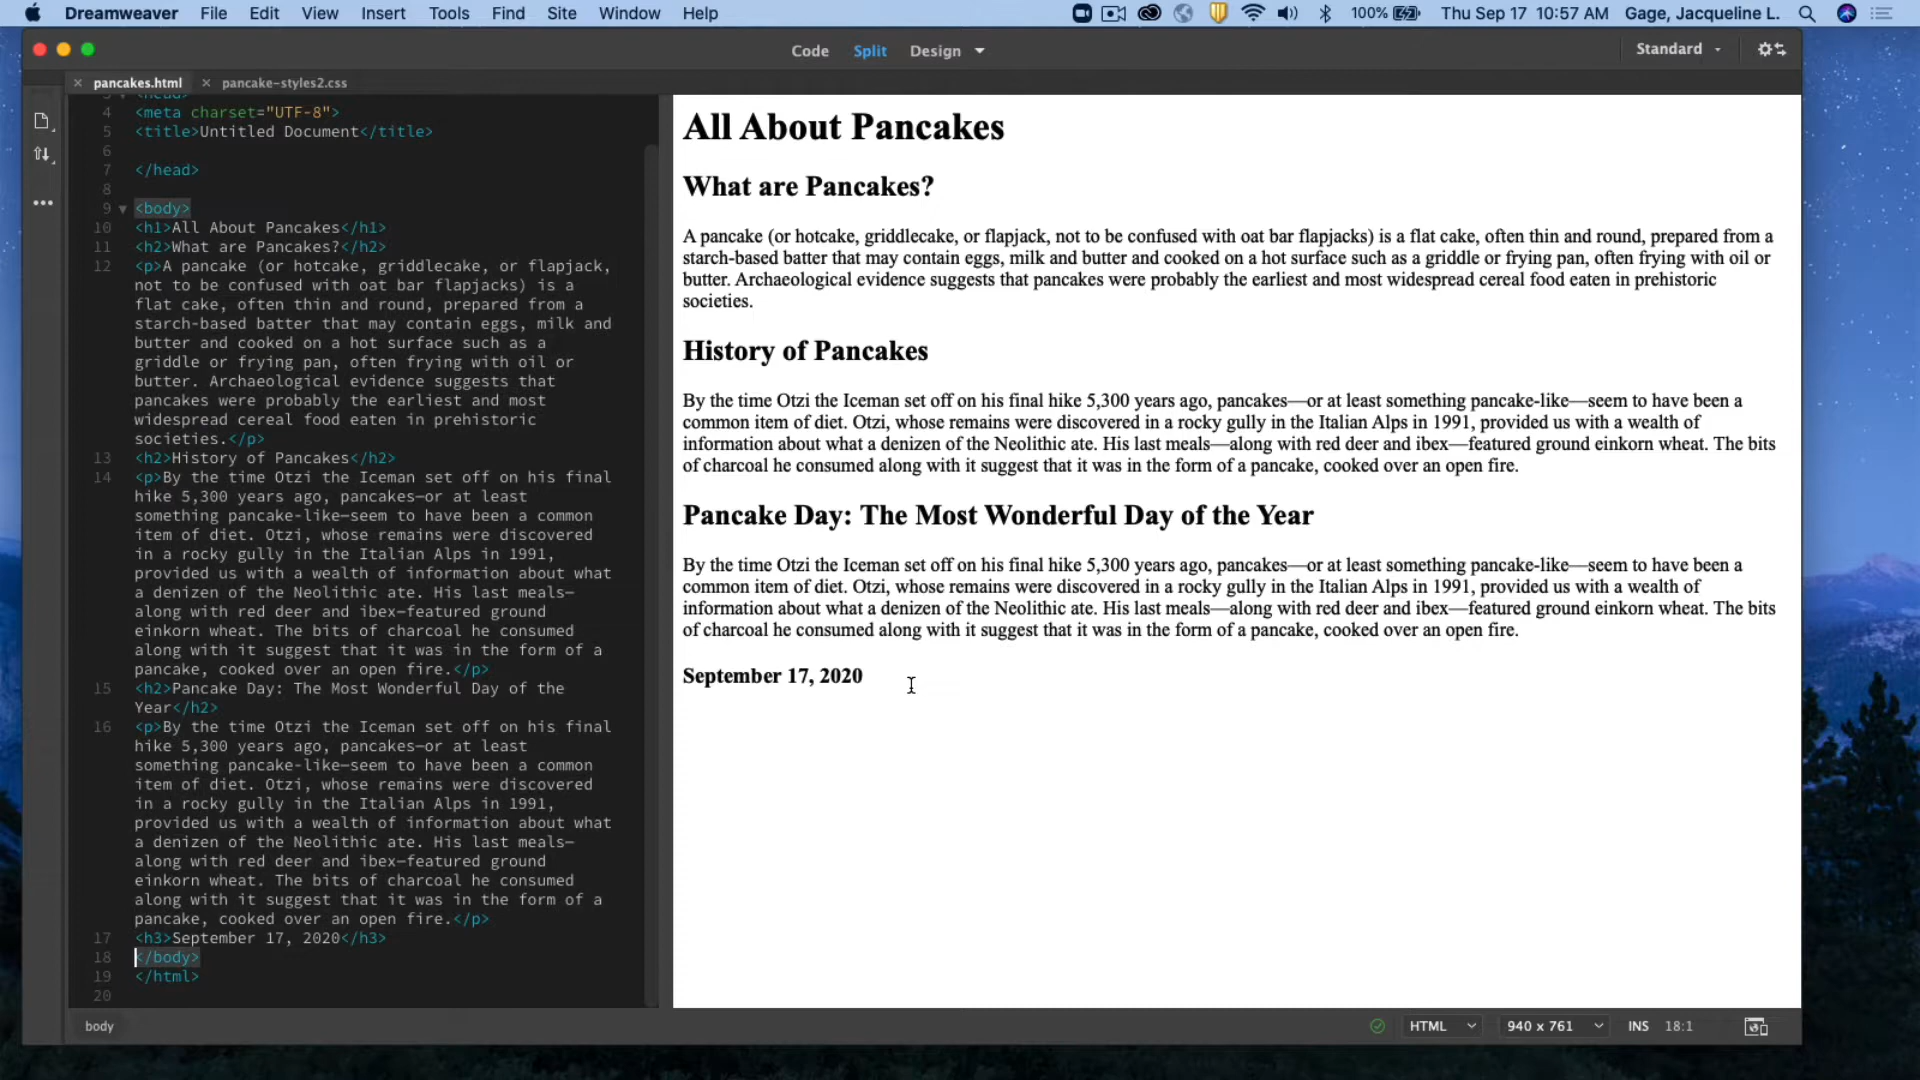 Dreamweaver File Edit View Insert Tools Find Site Window Help 100% Thu Sep 17 10:57 AM Gage, Jacqueline L.
Code Split Design Standard
pancakes.html pancake-styles2.css
3 <head>
4 <meta charset="UTF-8">
5 <title>Untitled Document</title>
6
7 </head>
8
9 <body>
10 <h1>All About Pancakes</h1>
11 <h2>What are Pancakes?</h2>
12 <p>A pancake (or hotcake, griddlecake, or flapjack,
not to be confused with oat bar flapjacks) is a
flat cake, often thin and round, prepared from a
starch-based batter that may contain eggs, milk and
butter and cooked on a hot surface such as a
griddle or frying pan, often frying with oil or
butter. Archaeological evidence suggests that
pancakes were probably the earliest and most
widespread cereal food eaten in prehistoric
societies.</p>
13 <h2>History of Pancakes</h2>
14 <p>By the time Otzi the Iceman set off on his final
hike 5,300 years ago, pancakes—or at least
something pancake-like—seem to have been a common
item of diet. Otzi, whose remains were discovered
in a rocky gully in the Italian Alps in 1991,
provided us with a wealth of information about what
a denizen of the Neolithic ate. His last meals—
along with red deer and ibex—featured ground
einkorn wheat. The bits of charcoal he consumed
along with it suggest that it was in the form of a
pancake, cooked over an open fire.</p>
15 <h2>Pancake Day: The Most Wonderful Day of the
Year</h2>
16 <p>By the time Otzi the Iceman set off on his final
hike 5,300 years ago, pancakes—or at least
something pancake-like—seem to have been a common
item of diet. Otzi, whose remains were discovered
in a rocky gully in the Italian Alps in 1991,
provided us with a wealth of information about what
a denizen of the Neolithic ate. His last meals—
along with red deer and ibex—featured ground
einkorn wheat. The bits of charcoal he consumed
along with it suggest that it was in the form of a
pancake, cooked over an open fire.</p>
17 <h3>September 17, 2020</h3>
18 </body>
19 </html>
20
All About Pancakes
What are Pancakes?
A pancake (or hotcake, griddlecake, or flapjack, not to be confused with oat bar flapjacks) is a flat cake, often thin and round, prepared from a
starch-based batter that may contain eggs, milk and butter and cooked on a hot surface such as a griddle or frying pan, often frying with oil or
butter. Archaeological evidence suggests that pancakes were probably the earliest and most widespread cereal food eaten in prehistoric
societies.
History of Pancakes
By the time Otzi the Iceman set off on his final hike 5,300 years ago, pancakes—or at least something pancake-like—seem to have been a
common item of diet. Otzi, whose remains were discovered in a rocky gully in the Italian Alps in 1991, provided us with a wealth of
information about what a denizen of the Neolithic ate. His last meals—along with red deer and ibex—featured ground einkorn wheat. The bits
of charcoal he consumed along with it suggest that it was in the form of a pancake, cooked over an open fire.
Pancake Day: The Most Wonderful Day of the Year
By the time Otzi the Iceman set off on his final hike 5,300 years ago, pancakes—or at least something pancake-like—seem to have been a
common item of diet. Otzi, whose remains were discovered in a rocky gully in the Italian Alps in 1991, provided us with a wealth of
information about what a denizen of the Neolithic ate. His last meals—along with red deer and ibex—featured ground einkorn wheat. The bits
of charcoal he consumed along with it suggest that it was in the form of a pancake, cooked over an open fire.
September 17, 2020
body HTML 940 x 761 INS 18:1